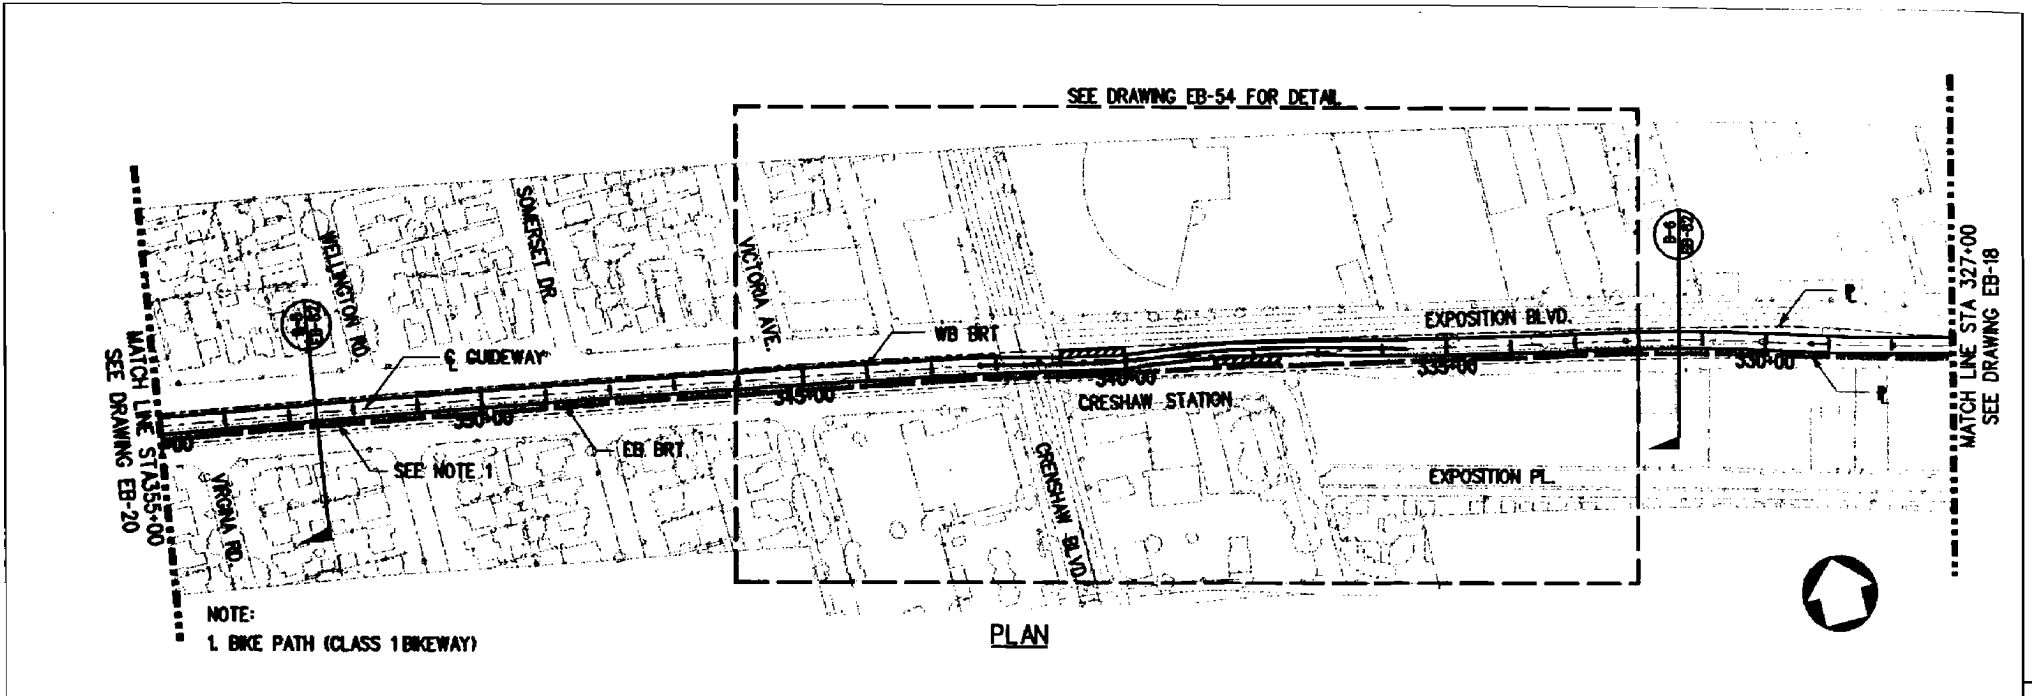 SEE DRAWING EB-54 FOR DETAIL
WELLINGTON RD.
SOMERSET DR.
VICTORIA AVE.
B-6
MATCH LINE STA 327+00
SEE DRAWING EB-18
EXPOSITION BLVD.
WB BRT
℄ GUIDEWAY
340+00
335+00
330+00
345+00
350+00
CRESHAW STATION
MATCH LINE STA355+00
SEE DRAWING EB-20
EB BRT
SEE NOTE 1
CRENSHAW BLVD.
EXPOSITION PL.
NOTE:
1. BIKE PATH (CLASS 1 BIKEWAY)
PLAN